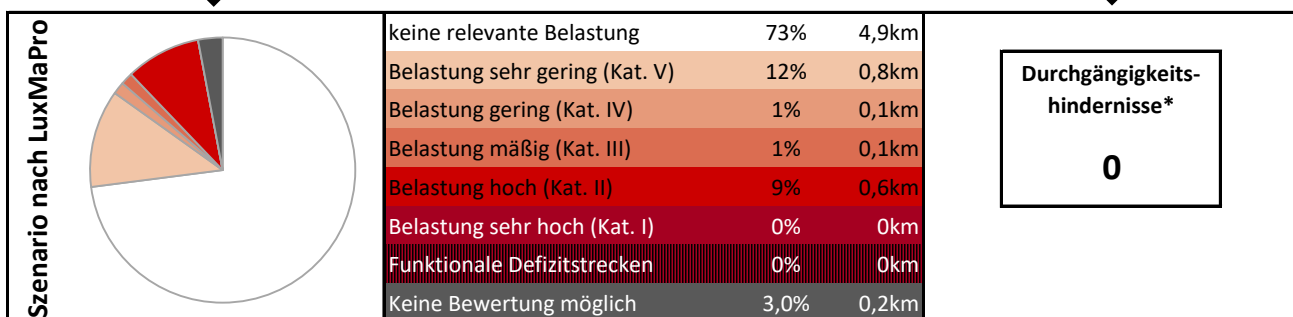 Szenario nach LuxMaPro
keine relevante Belastung 73% 4,9km
Belastung sehr gering (Kat. V) 12% 0,8km
Belastung gering (Kat. IV) 1% 0,1km
Belastung mäßig (Kat. III) 1% 0,1km
Belastung hoch (Kat. II) 9% 0,6km
Belastung sehr hoch (Kat. I) 0% 0km
Funktionale Defizitstrecken 0% 0km
Keine Bewertung möglich 3,0% 0,2km
Durchgängigkeits-
hindernisse*
0